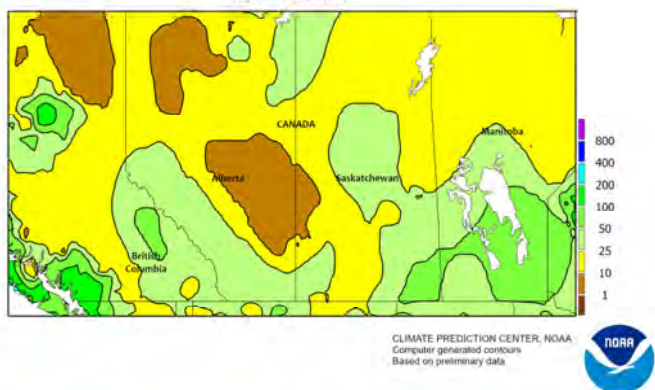 CANADA
Manitoba
Alberta
Saskatchewan
British
Columbia
800
400
200
100
50
25
10
1
CLIMATE PREDICTION CENTER, NOAA
Computer generated contours
Based on preliminary data
NOAA